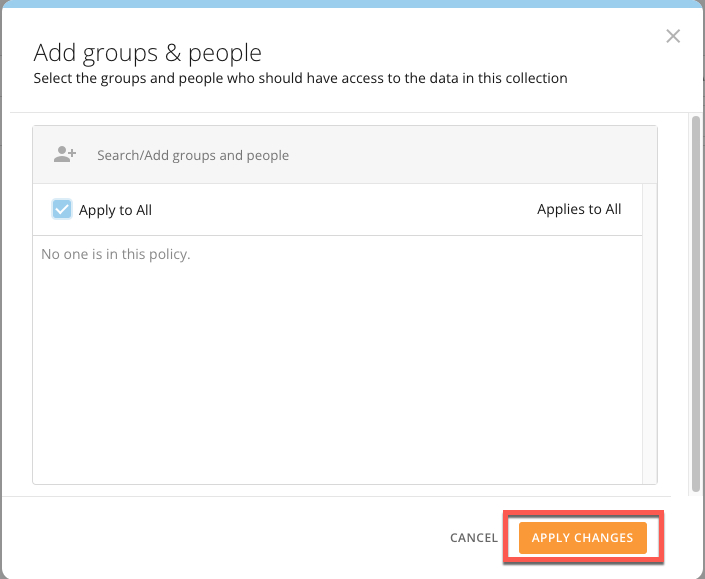 Add groups & people
Select the groups and people who should have access to the data in this collection
Search/Add groups and people
Apply to All
Applies to All
No one is in this policy.
CANCEL
APPLY CHANGES